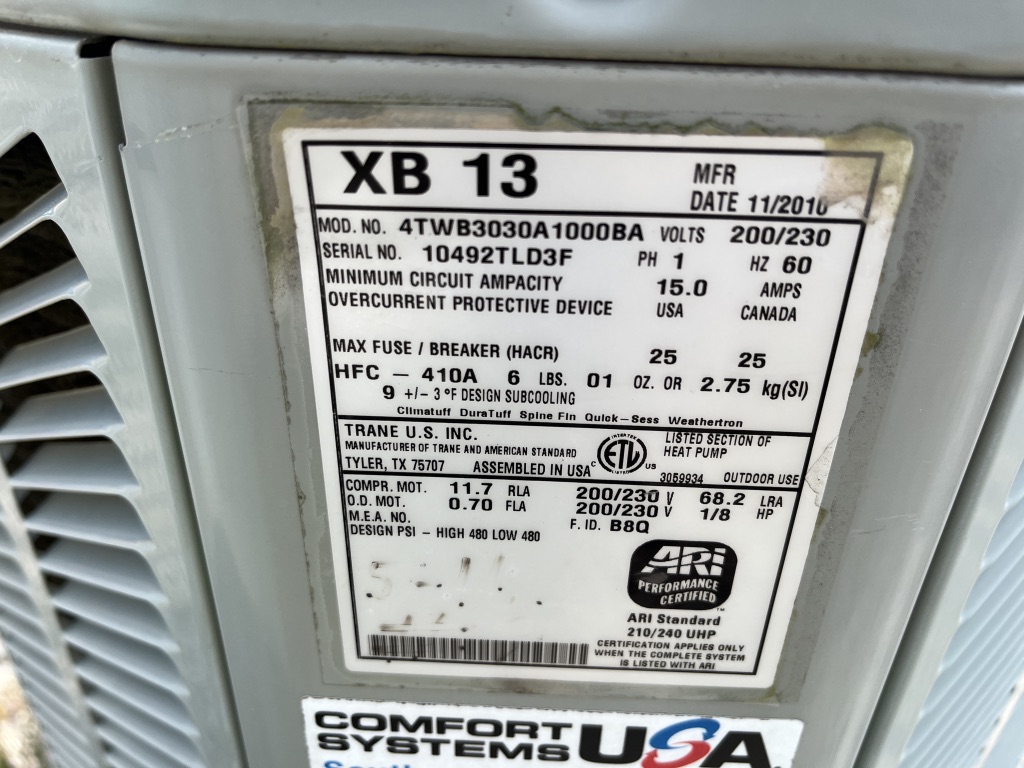 XB 13
MFR
DATE 11/2010
MOD. NO. 4TWB3030A1000BA VOLTS 200/230
SERIAL NO. 10492TLD3F PH 1 HZ 60
MINIMUM CIRCUIT AMPACITY 15.0 AMPS
OVERCURRENT PROTECTIVE DEVICE USA CANADA
MAX FUSE / BREAKER (HACR) 25 25
HFC - 410A 6 LBS. 01 OZ. OR 2.75 kg(SI)
9 +/- 3 °F DESIGN SUBCOOLING
Climatuff DuraTuff Spine Fin Quick-Sess Weathertron
TRANE U.S. INC.
MANUFACTURER OF TRANE AND AMERICAN STANDARD
TYLER, TX 75707 ASSEMBLED IN USA
C INTERTEK ETL LISTED US
LISTED SECTION OF
HEAT PUMP
3059934 OUTDOOR USE
COMPR. MOT. 11.7 RLA 200/230 V 68.2 LRA
O.D. MOT. 0.70 FLA 200/230 V 1/8 HP
M.E.A. NO. F. ID. B8Q
DESIGN PSI - HIGH 480 LOW 480
ARI
PERFORMANCE
CERTIFIED
TM
ARI Standard
210/240 UHP
CERTIFICATION APPLIES ONLY
WHEN THE COMPLETE SYSTEM
IS LISTED WITH ARI
COMFORT
SYSTEMS USA